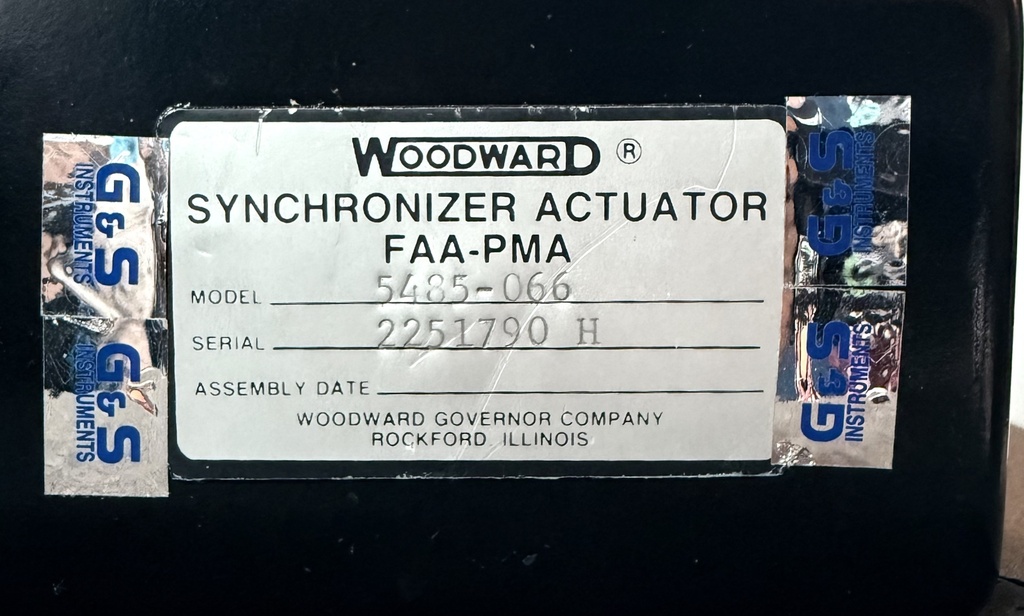 WOODWARD ®
SYNCHRONIZER ACTUATOR
FAA-PMA
MODEL 5485-066
SERIAL 2251790 H
ASSEMBLY DATE
WOODWARD GOVERNOR COMPANY
ROCKFORD, ILLINOIS
G&S
INSTRUMENTS
G&S
INSTRUMENTS
G&S
INSTRUMENTS
G&S
INSTRUMENTS